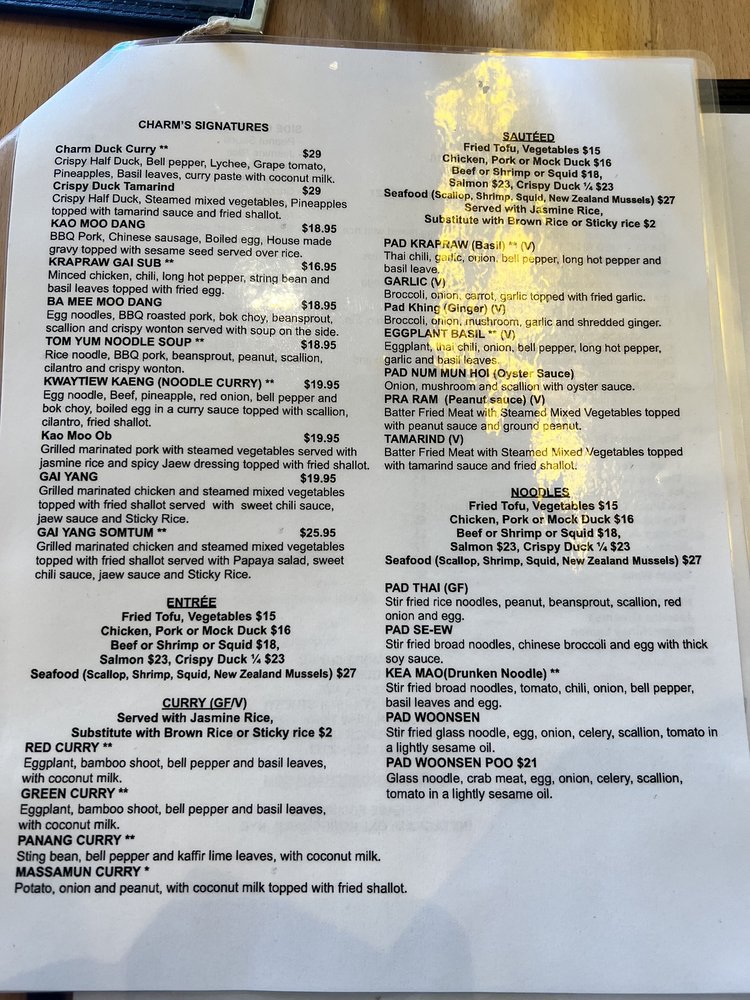 CHARM'S SIGNATURES
Charm Duck Curry ** $29
Crispy Half Duck, Bell pepper, Lychee, Grape tomato,
Pineapples, Basil leaves, curry paste with coconut milk.
Crispy Duck Tamarind $29
Crispy Half Duck, Steamed mixed vegetables, Pineapples
topped with tamarind sauce and fried shallot.
KAO MOO DANG $18.95
BBQ Pork, Chinese sausage, Boiled egg, House made
gravy topped with sesame seed served over rice.
KRAPRAW GAI SUB ** $16.95
Minced chicken, chili, long hot pepper, string bean and
basil leaves topped with fried egg.
BA MEE MOO DANG $18.95
Egg noodles, BBQ roasted pork, bok choy, beansprout,
scallion and crispy wonton served with soup on the side.
TOM YUM NOODLE SOUP ** $18.95
Rice noodle, BBQ pork, beansprout, peanut, scallion,
cilantro and crispy wonton.
KWAYTIEW KAENG (NOODLE CURRY) ** $19.95
Egg noodle, Beef, pineapple, red onion, bell pepper and
bok choy, boiled egg in a curry sauce topped with scallion,
cilantro, fried shallot.
Kao Moo Ob $19.95
Grilled marinated pork with steamed vegetables served with
jasmine rice and spicy Jaew dressing topped with fried shallot.
GAI YANG $19.95
Grilled marinated chicken and steamed mixed vegetables
topped with fried shallot served with sweet chili sauce,
jaew sauce and Sticky Rice.
GAI YANG SOMTUM ** $25.95
Grilled marinated chicken and steamed mixed vegetables
topped with fried shallot served with Papaya salad, sweet
chili sauce, jaew sauce and Sticky Rice.
ENTRÉE
Fried Tofu, Vegetables $15
Chicken, Pork or Mock Duck $16
Beef or Shrimp or Squid $18,
Salmon $23, Crispy Duck ¼ $23
Seafood (Scallop, Shrimp, Squid, New Zealand Mussels) $27
CURRY (GF/V)
Served with Jasmine Rice,
Substitute with Brown Rice or Sticky rice $2
RED CURRY **
Eggplant, bamboo shoot, bell pepper and basil leaves,
with coconut milk.
GREEN CURRY **
Eggplant, bamboo shoot, bell pepper and basil leaves,
with coconut milk.
PANANG CURRY **
Sting bean, bell pepper and kaffir lime leaves, with coconut milk.
MASSAMUN CURRY *
Potato, onion and peanut, with coconut milk topped with fried shallot.
SAUTÉED
Fried Tofu, Vegetables $15
Chicken, Pork or Mock Duck $16
Beef or Shrimp or Squid $18,
Salmon $23, Crispy Duck ¼ $23
Seafood (Scallop, Shrimp, Squid, New Zealand Mussels) $27
Served with Jasmine Rice,
Substitute with Brown Rice or Sticky rice $2
PAD KRAPRAW (Basil) ** (V)
Thai chili, garlic, onion, bell pepper, long hot pepper and
basil leave.
GARLIC (V)
Broccoli, onion, carrot, garlic topped with fried garlic.
Pad Khing (Ginger) (V)
Broccoli, onion, mushroom, garlic and shredded ginger.
EGGPLANT BASIL ** (V)
Eggplant, thai chili, onion, bell pepper, long hot pepper,
garlic and basil leaves.
PAD NUM MUN HOI (Oyster Sauce)
Onion, mushroom and scallion with oyster sauce.
PRA RAM (Peanut sauce) (V)
Batter Fried Meat with Steamed Mixed Vegetables topped
with peanut sauce and ground peanut.
TAMARIND (V)
Batter Fried Meat with Steamed Mixed Vegetables topped
with tamarind sauce and fried shallot.
NOODLES
Fried Tofu, Vegetables $15
Chicken, Pork or Mock Duck $16
Beef or Shrimp or Squid $18,
Salmon $23, Crispy Duck ¼ $23
Seafood (Scallop, Shrimp, Squid, New Zealand Mussels) $27
PAD THAI (GF)
Stir fried rice noodles, peanut, beansprout, scallion, red
onion and egg.
PAD SE-EW
Stir fried broad noodles, chinese broccoli and egg with thick
soy sauce.
KEA MAO(Drunken Noodle) **
Stir fried broad noodles, tomato, chili, onion, bell pepper,
basil leaves and egg.
PAD WOONSEN
Stir fried glass noodle, egg, onion, celery, scallion, tomato in
a lightly sesame oil.
PAD WOONSEN POO $21
Glass noodle, crab meat, egg, onion, celery, scallion,
tomato in a lightly sesame oil.